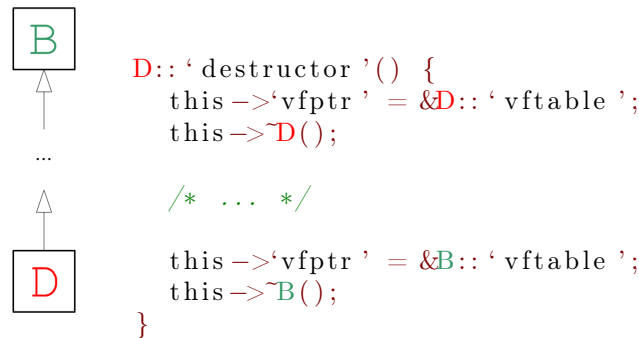 B
...
D
D::‘destructor’() {
this->‘vfptr’ = &D::‘vftable’;
this->~D();
/* ... */
this->‘vfptr’ = &B::‘vftable’;
this->~B();
}